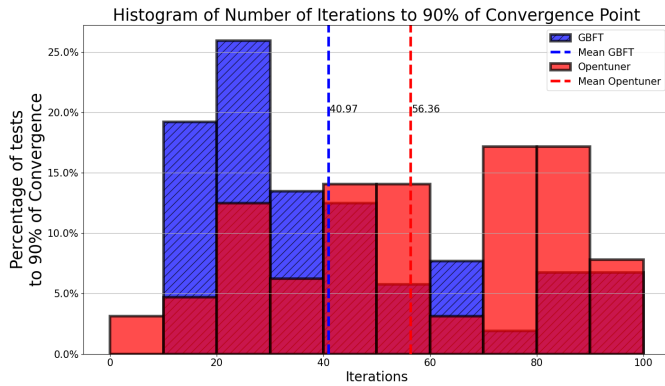 Histogram of Number of Iterations to 90% of Convergence Point
GBFT
Mean GBFT
Opentuner
Mean Opentuner
Percentage of tests
to 90% of Convergence
25.0%
20.0%
15.0%
10.0%
5.0%
0.0%
40.97
56.36
0
20
40
60
80
100
Iterations